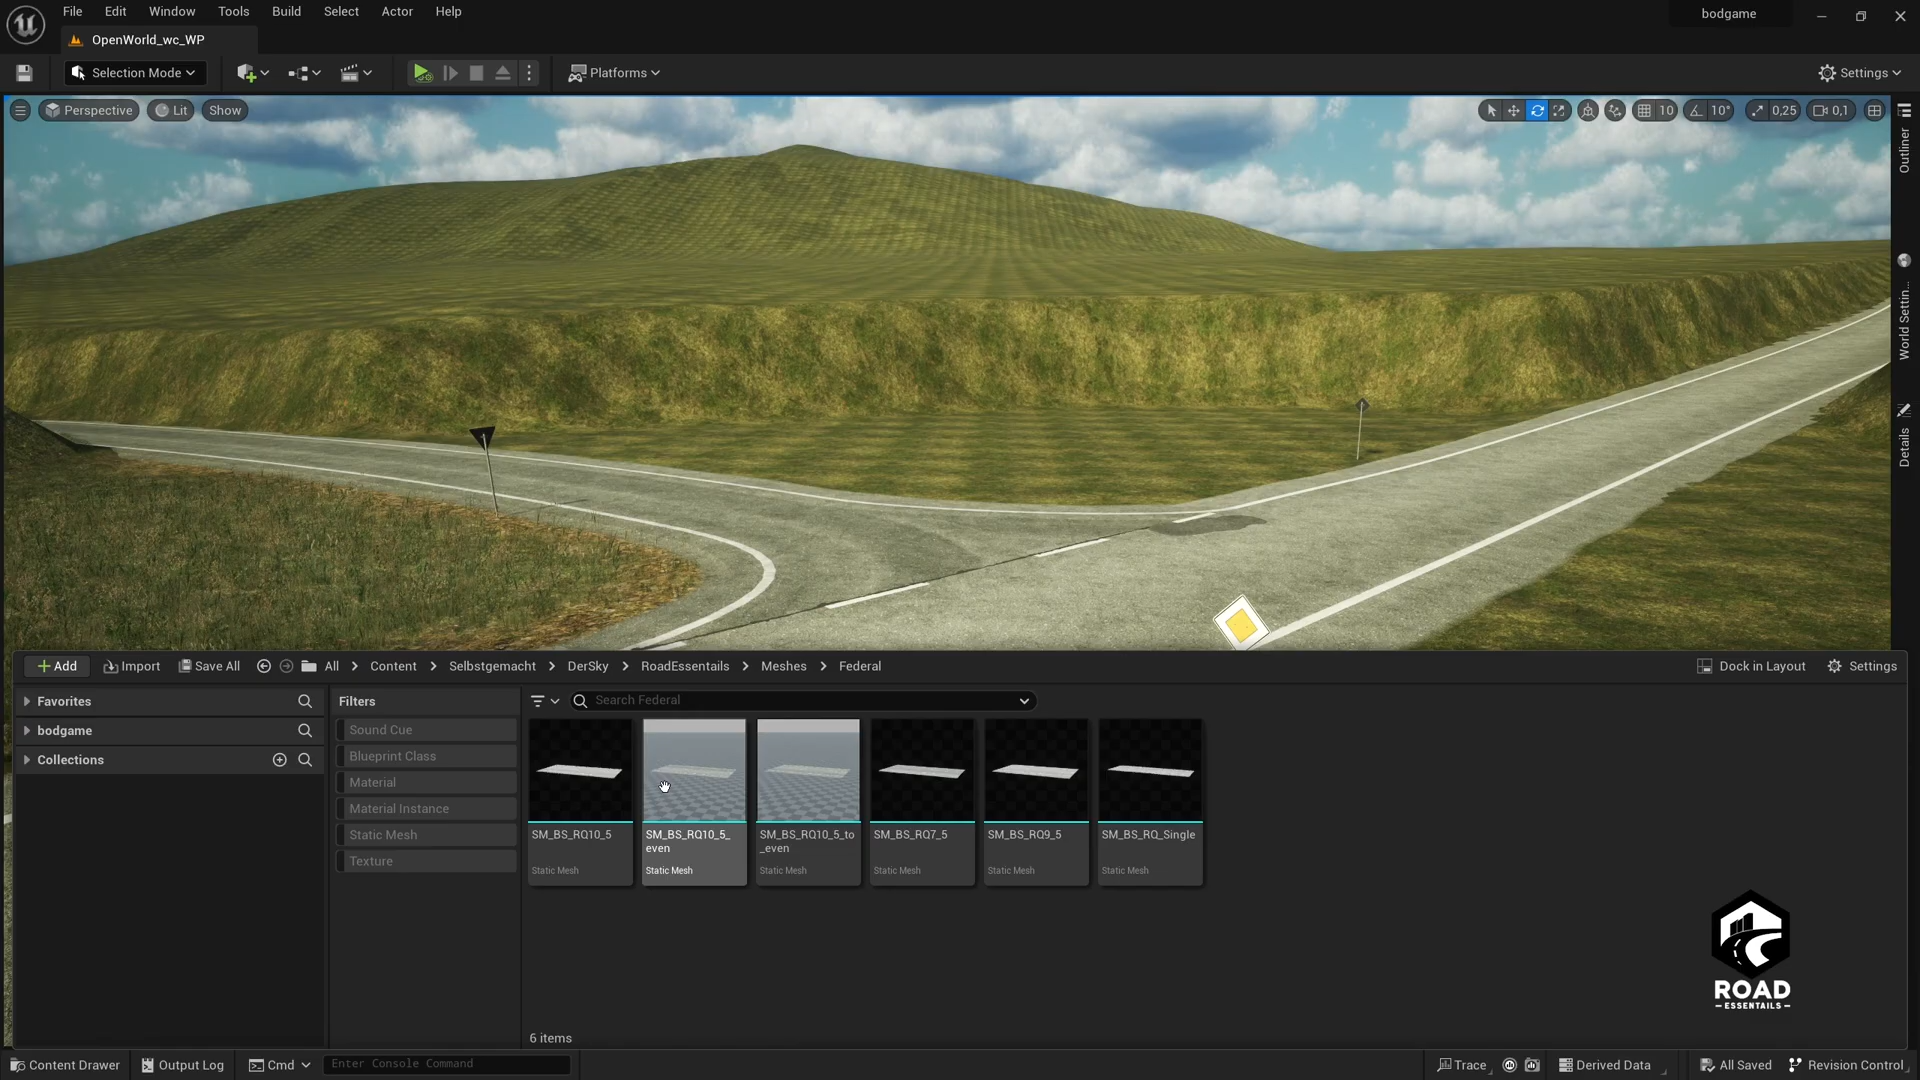 File Edit Window Tools Build Select Actor Help
bodgame
OpenWorld_wc_WP
Selection Mode
Platforms
Settings
Perspective Lit Show
10 10° 0,25 0,1
Outliner
World Settin...
Details
Add Import Save All All > Content > Selbstgemacht > DerSky > RoadEssentails > Meshes > Federal
Dock in Layout Settings
Favorites
bodgame
Collections
Filters
Sound Cue
Blueprint Class
Material
Material Instance
Static Mesh
Texture
Search Federal
SM_BS_RQ10_5
Static Mesh
SM_BS_RQ10_5_
even
Static Mesh
SM_BS_RQ10_5_to
_even
Static Mesh
SM_BS_RQ7_5
Static Mesh
SM_BS_RQ9_5
Static Mesh
SM_BS_RQ_Single
Static Mesh
ROAD
-ESSENTAILS-
6 items
Content Drawer Output Log Cmd Enter Console Command
Trace Derived Data All Saved Revision Control